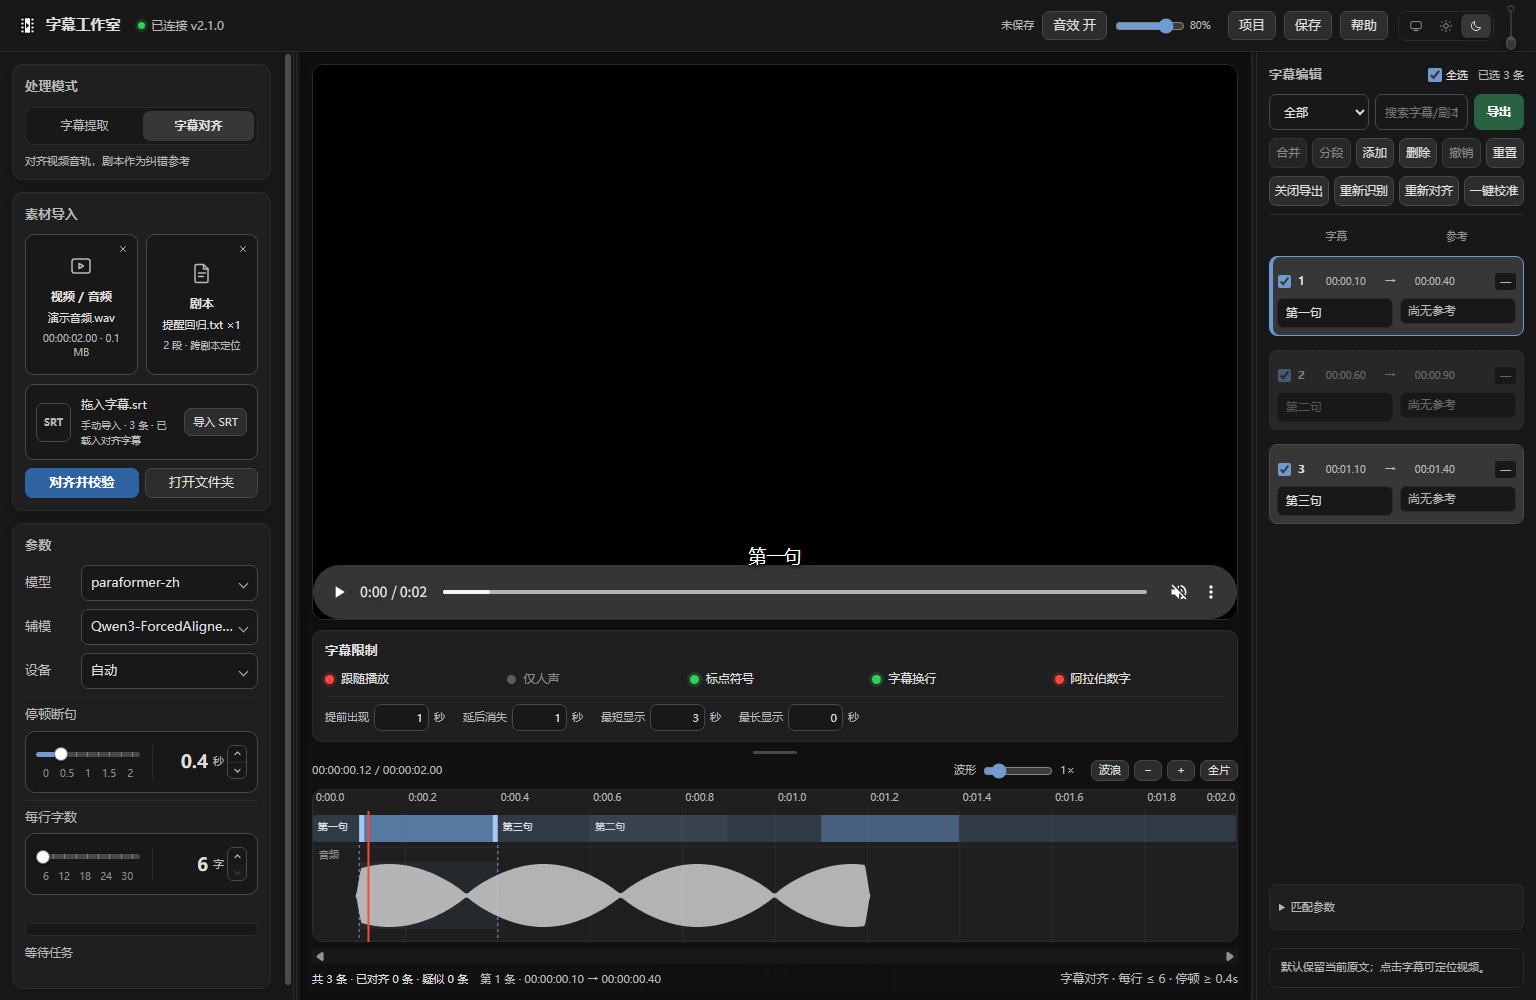 字幕工作室 已连接 v2.1.0
未保存 音效 开 80% 项目 保存 帮助
处理模式
字幕提取 字幕对齐
对齐视频音轨，剧本作为纠错参考
素材导入
×
视频 / 音频
演示音频.wav
00:00:02.00 · 0.1
MB
×
剧本
提醒回归.txt ×1
2 段 · 跨剧本定位
SRT
拖入字幕.srt
手动导入 · 3 条 · 已
载入对齐字幕
导入 SRT
对齐并校验 打开文件夹
参数
模型 paraformer-zh
辅模 Qwen3-ForcedAligne...
设备 自动
停顿断句
0.4 秒
0 0.5 1 1.5 2
每行字数
6 字
6 12 18 24 30
等待任务
第一句
0:00 / 0:02
字幕限制
跟随播放 仅人声 标点符号 字幕换行 阿拉伯数字
提前出现 1 秒 延后消失 1 秒 最短显示 3 秒 最长显示 0 秒
00:00:00.12 / 00:00:02.00
波形 1× 波浪 − + 全片
0:00.0 0:00.2 0:00.4 0:00.6 0:00.8 0:01.0 0:01.2 0:01.4 0:01.6 0:01.8 0:02.0
第一句 第三句 第二句
音频
共 3 条 · 已对齐 0 条 · 疑似 0 条 第 1 条 · 00:00:00.10 → 00:00:00.40
字幕对齐 · 每行 ≤ 6 · 停顿 ≥ 0.4s
字幕编辑 全选 已选 3 条
全部 搜索字幕/剧本 导出
合并 分段 添加 删除 撤销 重置
关闭导出 重新识别 重新对齐 一键校准
字幕 参考
1 00:00.10 → 00:00.40 —
第一句 尚无参考
2 00:00.60 → 00:00.90 —
第二句 尚无参考
3 00:01.10 → 00:01.40 —
第三句 尚无参考
匹配参数
默认保留当前原文；点击字幕可定位视频。